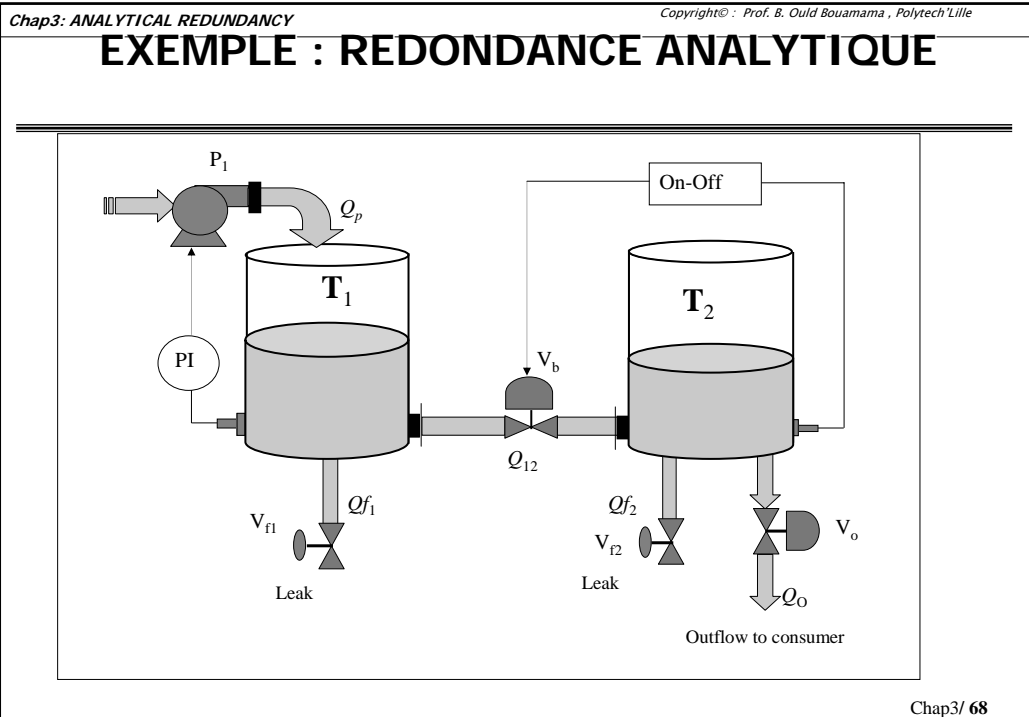 Chap3: ANALYTICAL REDUNDANCY
Copyright© : Prof. B. Ould Bouamama , Polytech'Lille
EXEMPLE : REDONDANCE ANALYTIQUE
P1
On-Off
Qp
T1
T2
PI
Vb
Q12
Qf1
Qf2
Vf1
Vf2
Vo
Leak
Leak
QO
Outflow to consumer
Chap3/ 68